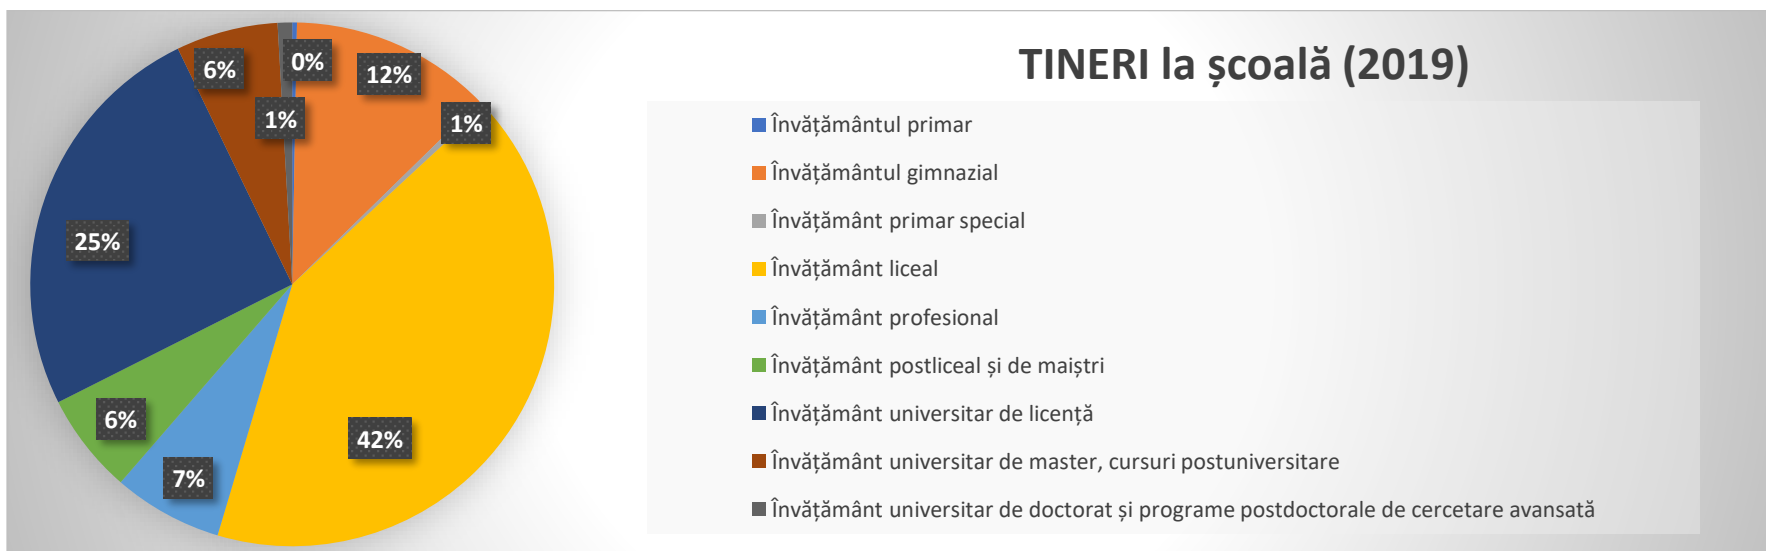 TINERI la școală (2019)
0%
12%
1%
42%
7%
6%
25%
6%
1%
Învățământul primar
Învățământul gimnazial
Învățământ primar special
Învățământ liceal
Învățământ profesional
Învățământ postliceal și de maiștri
Învățământ universitar de licență
Învățământ universitar de master, cursuri postuniversitare
Învățământ universitar de doctorat și programe postdoctorale de cercetare avansată